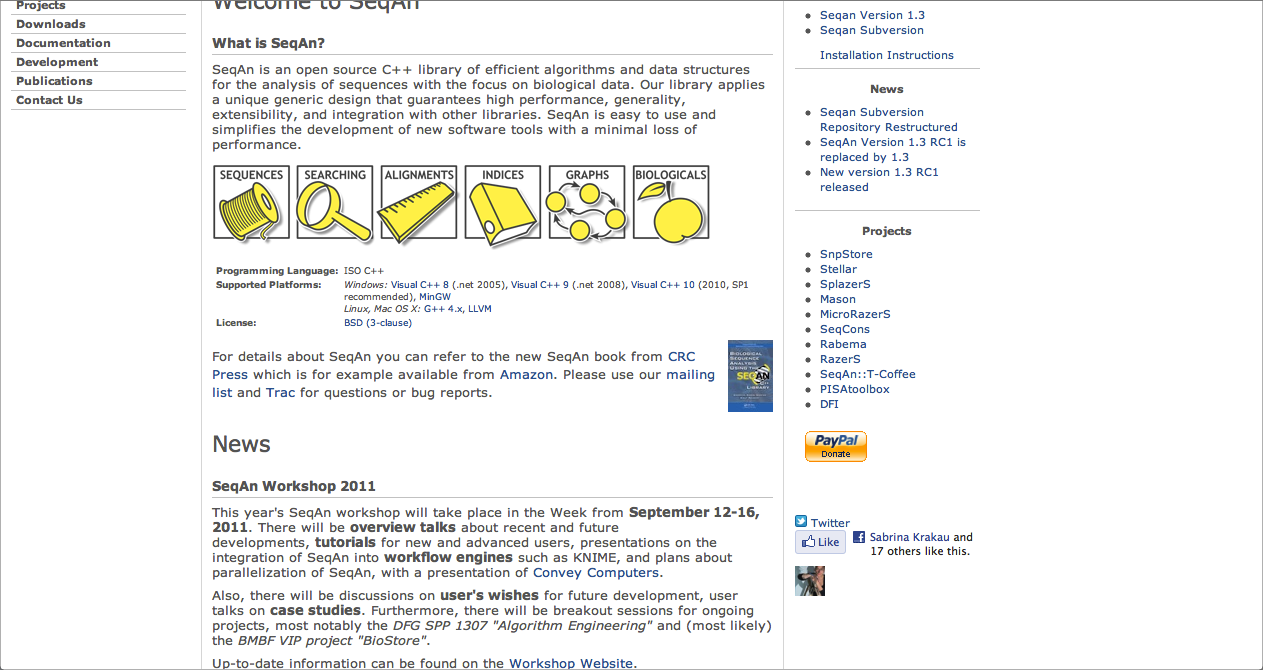 Projects
Downloads
Documentation
Development
Publications
Contact Us
Welcome to SeqAn
What is SeqAn?
SeqAn is an open source C++ library of efficient algorithms and data structures
for the analysis of sequences with the focus on biological data. Our library applies
a unique generic design that guarantees high performance, generality,
extensibility, and integration with other libraries. SeqAn is easy to use and
simplifies the development of new software tools with a minimal loss of
performance.
SEQUENCES SEARCHING ALIGNMENTS INDICES GRAPHS BIOLOGICALS
Programming Language: ISO C++
Supported Platforms: Windows: Visual C++ 8 (.net 2005), Visual C++ 9 (.net 2008), Visual C++ 10 (2010, SP1
recommended), MinGW
Linux, Mac OS X: G++ 4.x, LLVM
License: BSD (3-clause)
For details about SeqAn you can refer to the new SeqAn book from CRC
Press which is for example available from Amazon. Please use our mailing
list and Trac for questions or bug reports.
BIOLOGICAL
SEQUENCE
ANALYSIS
USING THE
SEQAN
C++
LIBRARY
News
SeqAn Workshop 2011
This year's SeqAn workshop will take place in the Week from September 12-16,
2011. There will be overview talks about recent and future
developments, tutorials for new and advanced users, presentations on the
integration of SeqAn into workflow engines such as KNIME, and plans about
parallelization of SeqAn, with a presentation of Convey Computers.
Also, there will be discussions on user's wishes for future development, user
talks on case studies. Furthermore, there will be breakout sessions for ongoing
projects, most notably the DFG SPP 1307 "Algorithm Engineering" and (most likely)
the BMBF VIP project "BioStore".
Up-to-date information can be found on the Workshop Website.
Seqan Version 1.3
Seqan Subversion
Installation Instructions
News
Seqan Subversion
Repository Restructured
SeqAn Version 1.3 RC1 is
replaced by 1.3
New version 1.3 RC1
released
Projects
SnpStore
Stellar
SplazerS
Mason
MicroRazerS
SeqCons
Rabema
RazerS
SeqAn::T-Coffee
PISAtoolbox
DFI
PayPal
Donate
Twitter
Like
Sabrina Krakau and
17 others like this.